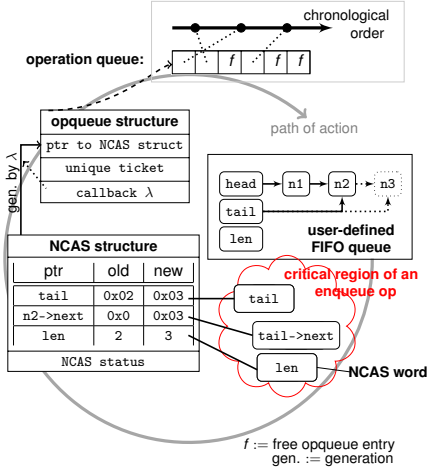 chronological
order
operation queue:
f f f
opqueue structure
ptr to NCAS struct
unique ticket
callback λ
gen. by λ
path of action
head n1 n2 n3
tail
len
user-defined
FIFO queue
NCAS structure
ptr old new
tail 0x02 0x03
n2->next 0x0 0x03
len 2 3
NCAS status
critical region of an
enqueue op
tail
tail->next
len
NCAS word
f := free opqueue entry
gen. := generation